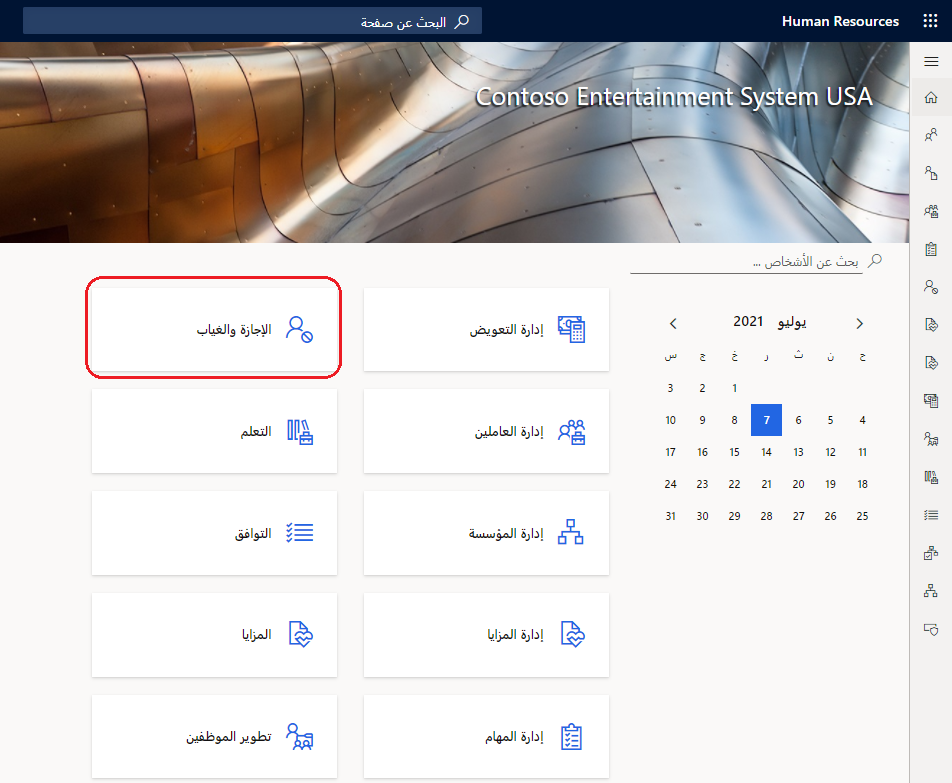 Human Resources
البحث عن صفحة
Contoso Entertainment System USA
بحث عن الأشخاص ...
يوليو 2021
ح ن ث ر خ ج س
1 2 3
4 5 6 7 8 9 10
11 12 13 14 15 16 17
18 19 20 21 22 23 24
25 26 27 28 29 30 31
إدارة التعويض
الإجازة والغياب
إدارة العاملين
التعلم
إدارة المؤسسة
التوافق
إدارة المزايا
المزايا
إدارة المهام
تطوير الموظفين